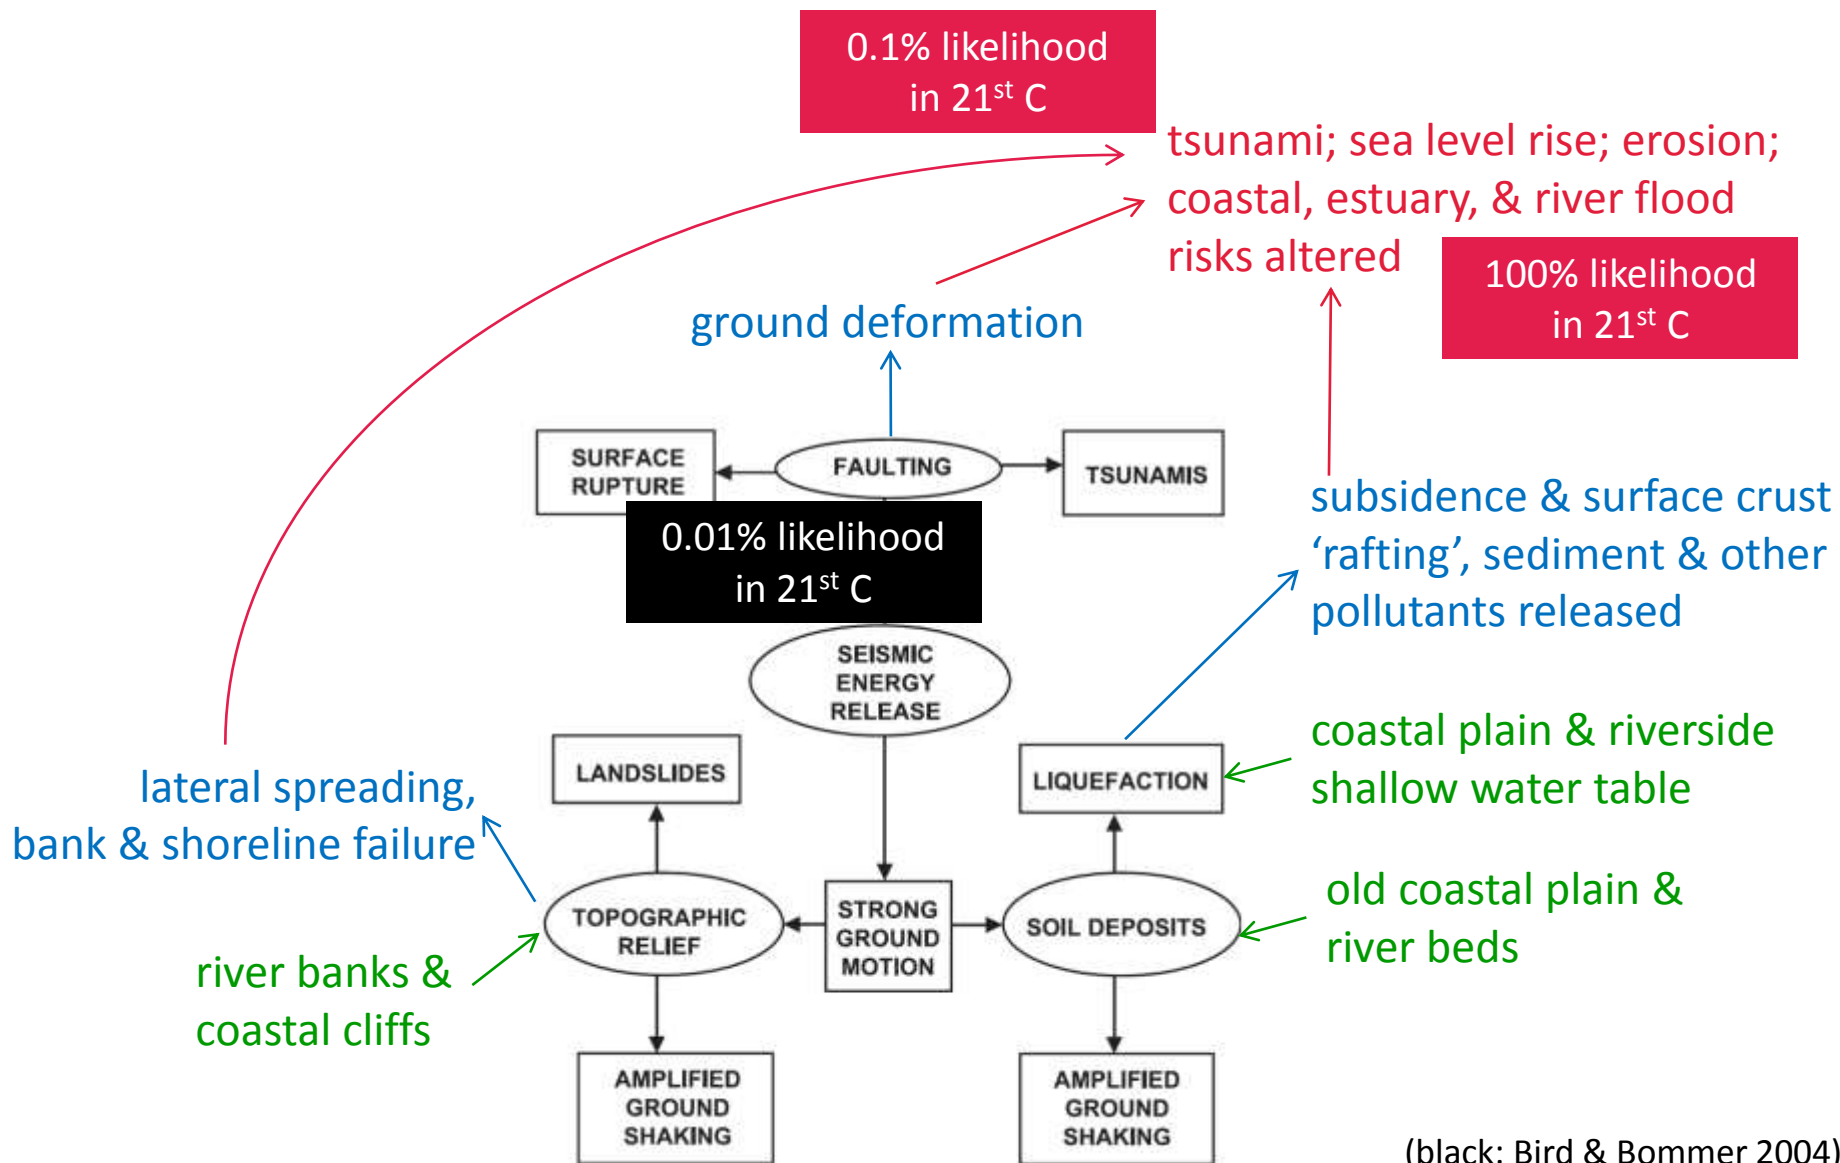 0.1% likelihood
in 21st C
tsunami; sea level rise; erosion;
coastal, estuary, & river flood
risks altered
100% likelihood
in 21st C
ground deformation
SURFACE
RUPTURE
FAULTING
TSUNAMIS
0.01% likelihood
in 21st C
subsidence & surface crust
‘rafting’, sediment & other
pollutants released
SEISMIC
ENERGY
RELEASE
LANDSLIDES
LIQUEFACTION
coastal plain & riverside
shallow water table
lateral spreading,
bank & shoreline failure
TOPOGRAPHIC
RELIEF
STRONG
GROUND
MOTION
SOIL DEPOSITS
old coastal plain &
river beds
river banks &
coastal cliffs
AMPLIFIED
GROUND
SHAKING
AMPLIFIED
GROUND
SHAKING
(black: Bird & Bommer 2004)